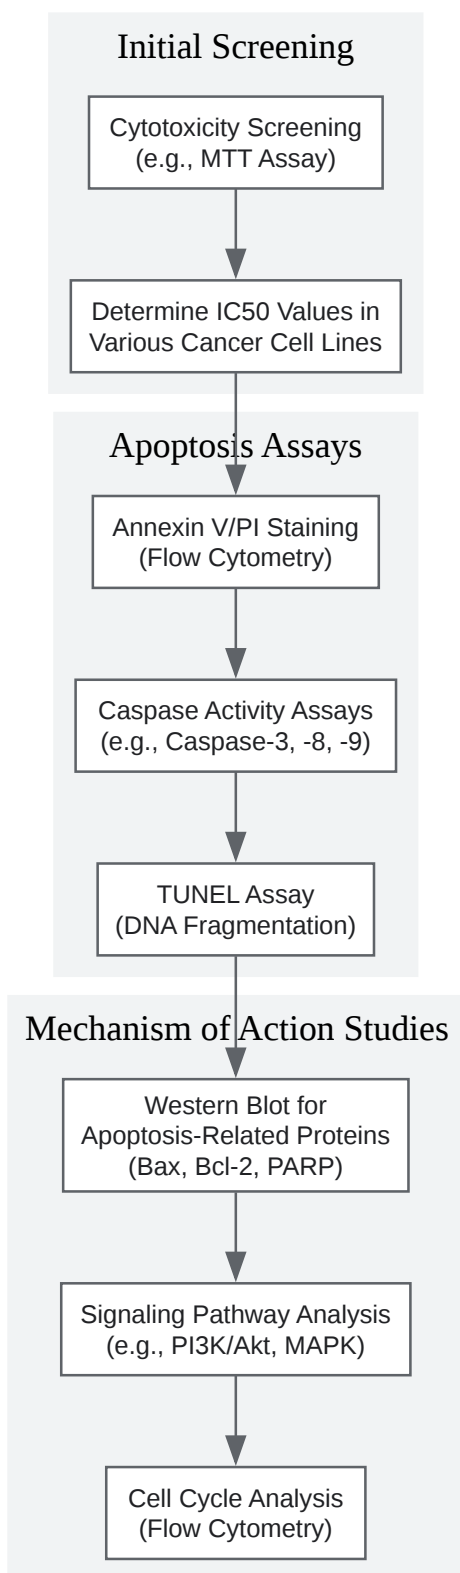 Initial Screening
Cytotoxicity Screening
(e.g., MTT Assay)
Determine IC50 Values in
Various Cancer Cell Lines
Apoptosis Assays
Annexin V/PI Staining
(Flow Cytometry)
Caspase Activity Assays
(e.g., Caspase-3, -8, -9)
TUNEL Assay
(DNA Fragmentation)
Mechanism of Action Studies
Western Blot for
Apoptosis-Related Proteins
(Bax, Bcl-2, PARP)
Signaling Pathway Analysis
(e.g., PI3K/Akt, MAPK)
Cell Cycle Analysis
(Flow Cytometry)